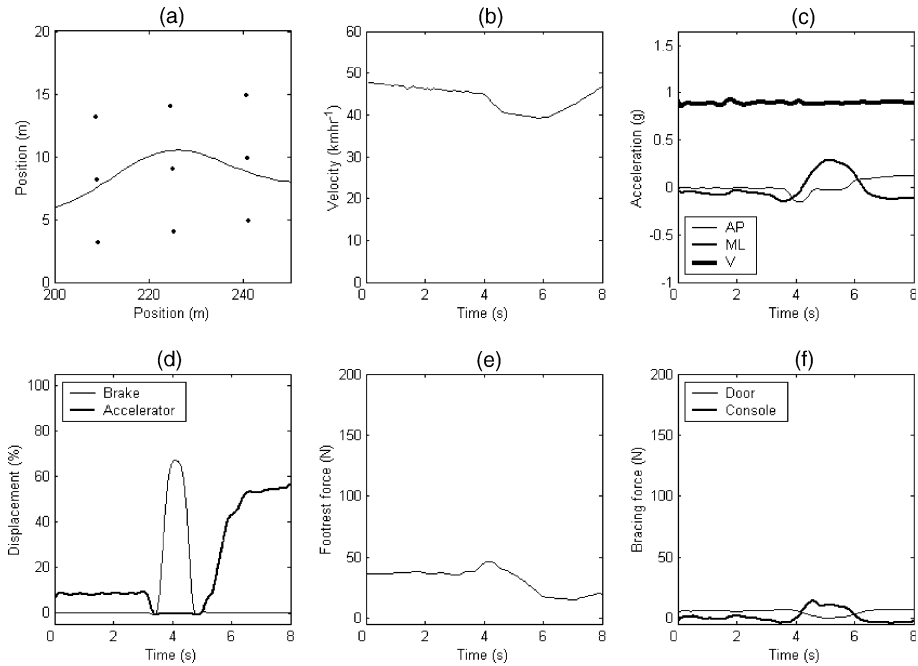 (a)
20
15
10
5
0
200
220
240
Position (m)
Position (m)
(b)
60
50
40
30
20
10
0
0
2
4
6
8
Velocity (kmhr-1)
Time (s)
(c)
1.5
1
0.5
0
-0.5
-1
0
2
4
6
8
Acceleration (g)
Time (s)
AP
ML
V
(d)
100
80
60
40
20
0
0
2
4
6
8
Displacement (%)
Time (s)
Brake
Accelerator
(e)
200
150
100
50
0
0
2
4
6
8
Footrest force (N)
Time (s)
(f)
200
150
100
50
0
0
2
4
6
8
Bracing force (N)
Time (s)
Door
Console